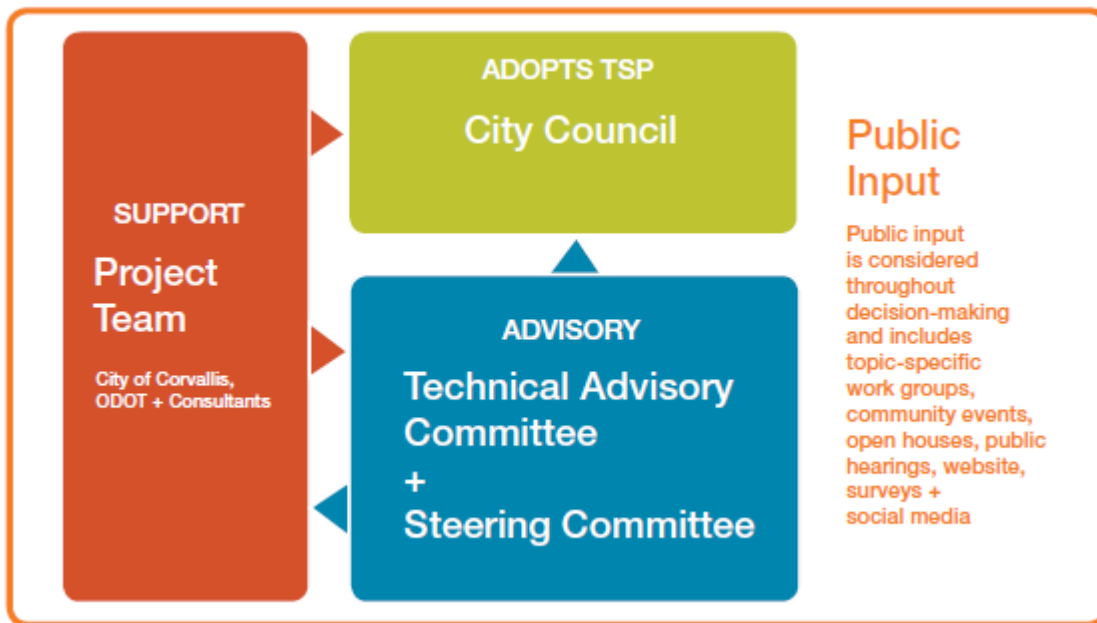 SUPPORT
Project
Team
City of Corvallis,
ODOT + Consultants
ADOPTS TSP
City Council
ADVISORY
Technical Advisory
Committee
+
Steering Committee
Public
Input
Public input
is considered
throughout
decision-making
and includes
topic-specific
work groups,
community events,
open houses, public
hearings, website,
surveys +
social media